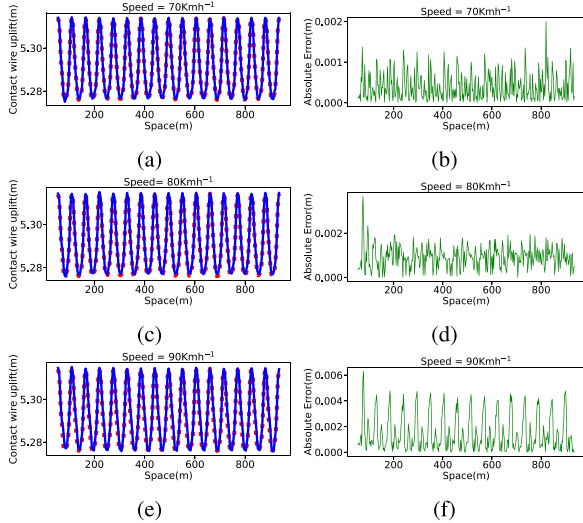 Speed = 70Kmh⁻¹
Contact wire uplift(m)
5,30
5,28
200 400 600 800
Space(m)
(a)
Speed = 70Kmh⁻¹
Absolute Error(m)
0.002
0.001
0.000
200 400 600 800
Space(m)
(b)
Speed= 80Kmh⁻¹
Contact wire uplift(m)
5,30
5,28
200 400 600 800
Space(m)
(c)
Speed = 80Kmh⁻¹
Absolute Error(m)
0.002
0.000
200 400 600 800
Space(m)
(d)
Speed = 90Kmh⁻¹
Contact wire uplift(m)
5,30
5,28
200 400 600 800
Space(m)
(e)
Speed = 90Kmh⁻¹
Absolute Error(m)
0.006
0.004
0.002
0.000
200 400 600 800
Space(m)
(f)